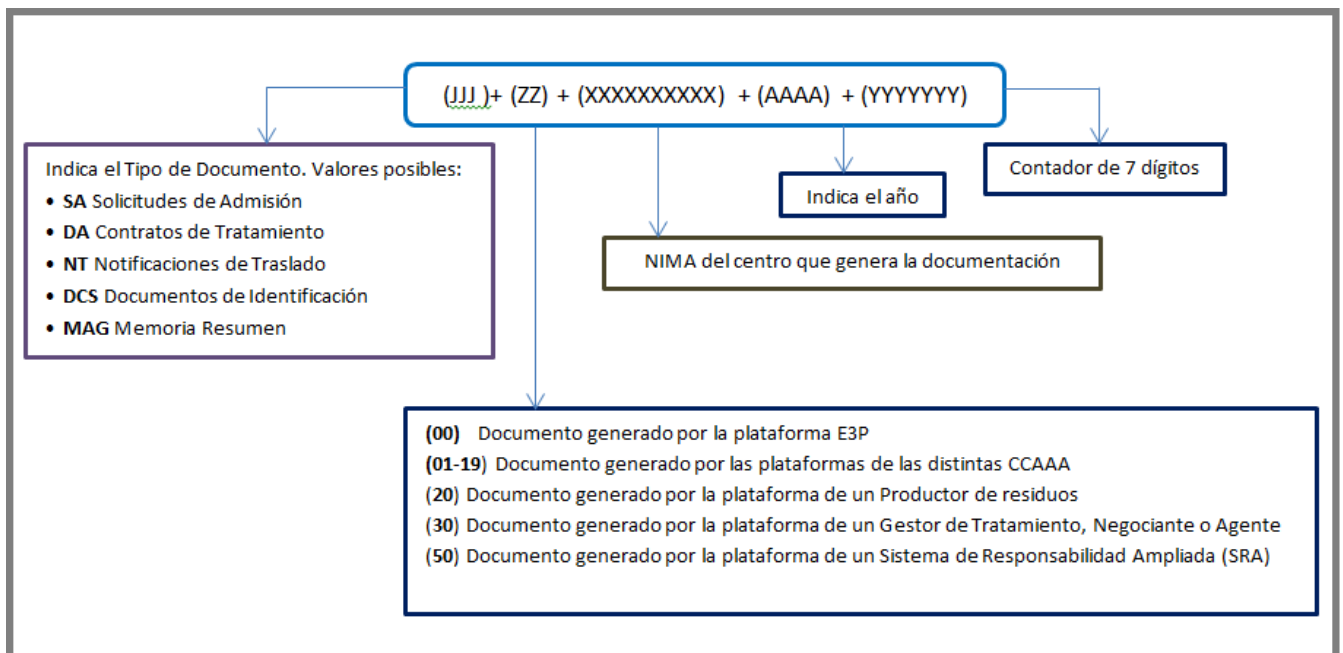 (JJJ )+ (ZZ) + (XXXXXXXXXX) + (AAAA) + (YYYYYYY)
Indica el Tipo de Documento. Valores posibles:
• SA Solicitudes de Admisión
• DA Contratos de Tratamiento
• NT Notificaciones de Traslado
• DCS Documentos de Identificación
• MAG Memoria Resumen
Contador de 7 dígitos
Indica el año
NIMA del centro que genera la documentación
(00) Documento generado por la plataforma E3P
(01-19) Documento generado por las plataformas de las distintas CCAAA
(20) Documento generado por la plataforma de un Productor de residuos
(30) Documento generado por la plataforma de un Gestor de Tratamiento, Negociante o Agente
(50) Documento generado por la plataforma de un Sistema de Responsabilidad Ampliada (SRA)